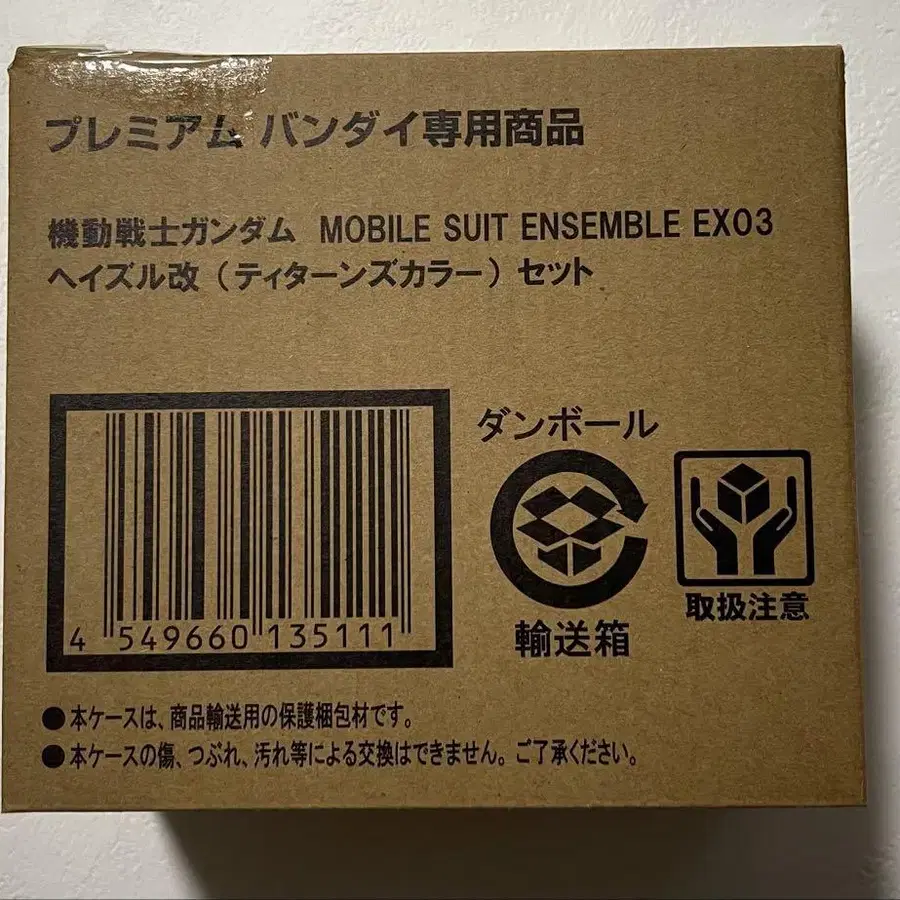 プレミアム バンダイ専用商品
機動戦士ガンダム MOBILE SUIT ENSEMBLE EX03
ヘイズル改（ティターンズカラー）セット
ダンボール
輸送箱
取扱注意
4 549660 135111
●本ケースは、商品輸送用の保護梱包材です。
●本ケースの傷、つぶれ、汚れ等による交換はできません。ご了承ください。